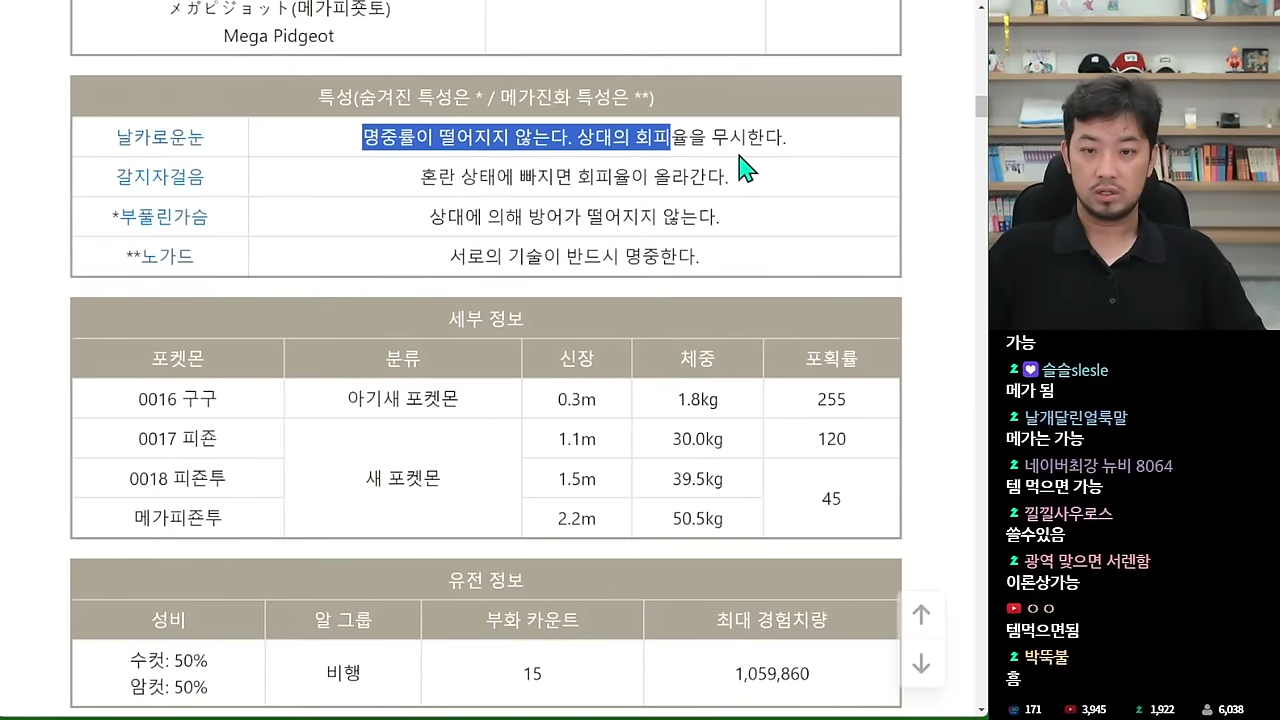 メガピジョット(메가피죳토)
Mega Pidgeot
특성(숨겨진 특성은 * / 메가진화 특성은 **)
날카로운눈 명중률이 떨어지지 않는다. 상대의 회피율을 무시한다.
갈지자걸음 혼란 상태에 빠지면 회피율이 올라간다.
*부풀린가슴 상대에 의해 방어가 떨어지지 않는다.
**노가드 서로의 기술이 반드시 명중한다.
세부 정보
포켓몬 분류 신장 체중 포획률
0016 구구 아기새 포켓몬 0.3m 1.8kg 255
0017 피죤 1.1m 30.0kg 120
0018 피죤투 새 포켓몬 1.5m 39.5kg 45
메가피죤투 2.2m 50.5kg
유전 정보
성비 알 그룹 부화 카운트 최대 경험치량
수컷: 50%
암컷: 50%
비행 15 1,059,860
가능
슬슬slesle
메가 됨
날개달린얼룩말
메가는 가능
네이버최강 뉴비 8064
템 먹으면 가능
낄낄사우로스
쓸수있음
광역 맞으면 서렌함
이론상가능
ㅇ ㅇ
템먹으면됨
박뚝불
흠
171 3,945 1,922 6,038